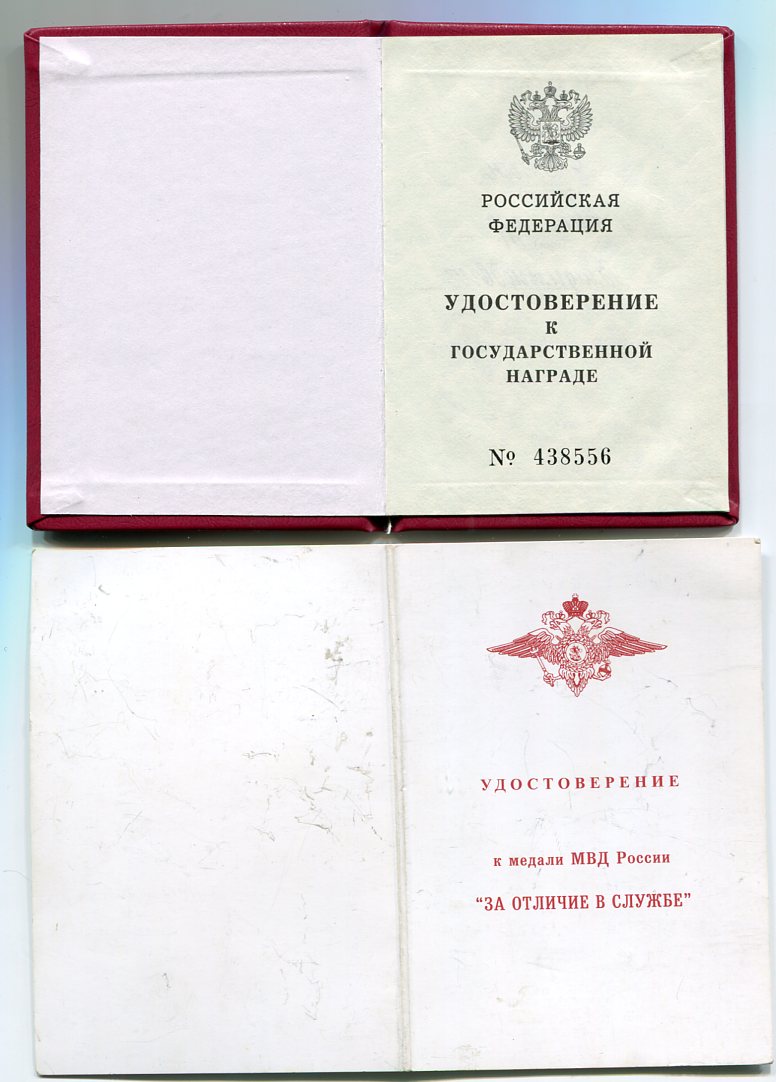 РОССИЙСКАЯ
ФЕДЕРАЦИЯ
УДОСТОВЕРЕНИЕ
К
ГОСУДАРСТВЕННОЙ
НАГРАДЕ
№ 438556
УДОСТОВЕРЕНИЕ
к медали МВД России
“ЗА ОТЛИЧИЕ В СЛУЖБЕ”